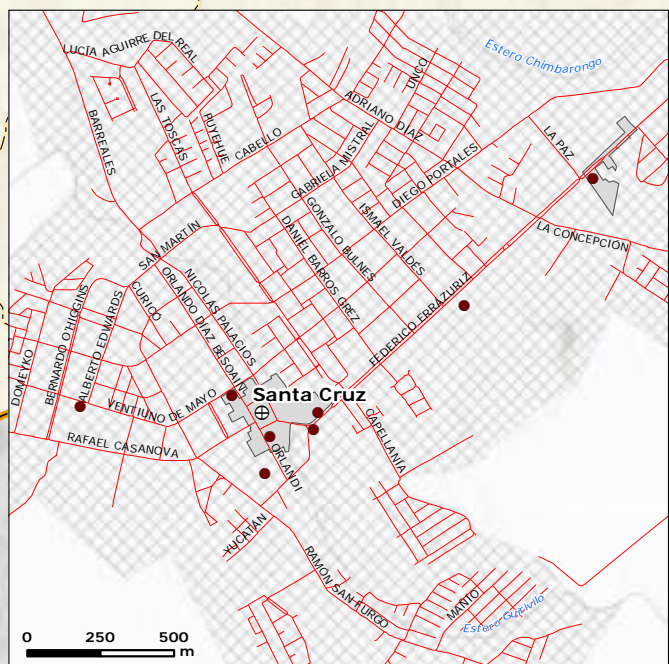 LUCÍA AGUIRRE DEL REAL
Estero Chimbarongo
UNCO
BARREALES
LAS TOSCAS
PUYEHUE
CABELLO
ADRIANO DÍAZ
GABRIELA MISTRAL
LA PAZ
DIEGO PORTALES
ISMAEL VALDÉS
GONZALO BULNES
DANIEL BARROS GREZ
LA CONCEPCIÓN
SAN MARTÍN
FEDERICO ERRÁZURIZ
NICOLÁS PALACIOS
ORLANDO DÍAZ BESOAIN
CURICÓ
ALBERTO EDWARDS
BERNARDO O'HIGGINS
DOMEYKO
Santa Cruz
VENTIUNO DE MAYO
RAFAEL CASANOVA
CAPELLANÍA
ORLANDI
YUCATÁN
RAMÓN SAN FURGO
MANTO
Estero Guirivilo
0 250 500
m